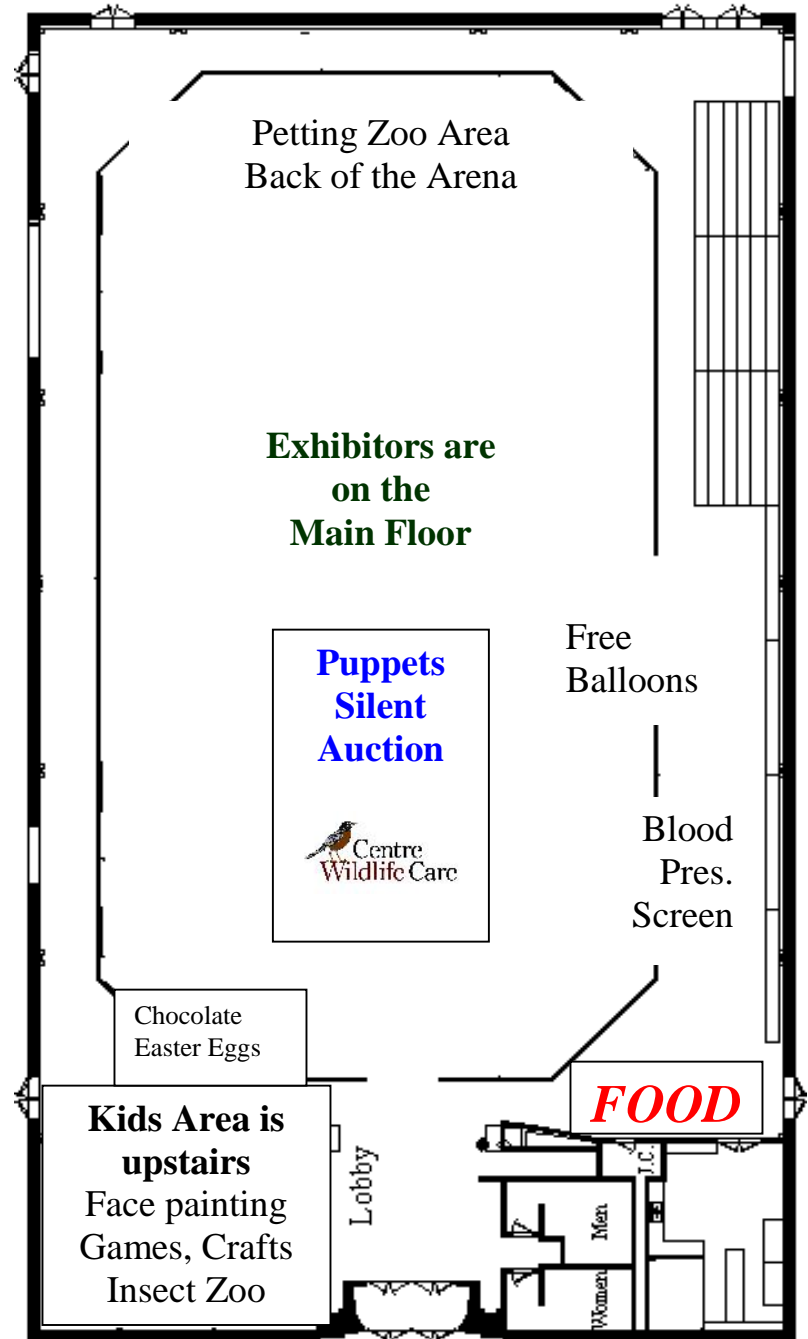 Petting Zoo Area
Back of the Arena
Exhibitors are
on the
Main Floor
Puppets
Silent
Auction
Centre
Wildlife Care
Free
Balloons
Blood
Pres.
Screen
Chocolate
Easter Eggs
FOOD
Kids Area is
upstairs
Face painting
Games, Crafts
Insect Zoo
Lobby
J.C.
Men
Women